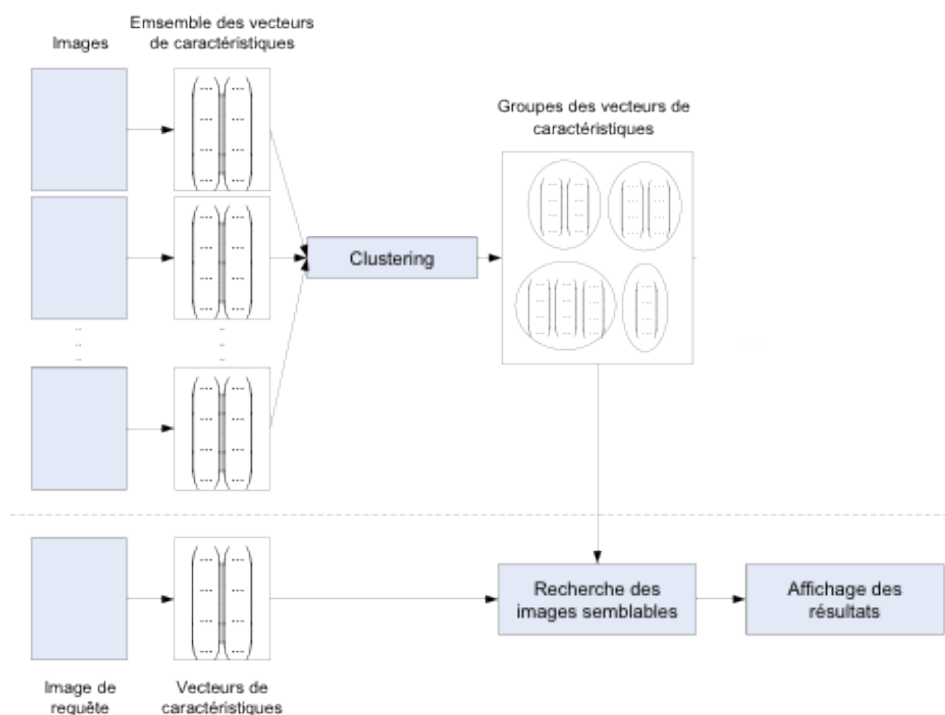 Images
Emsemble des vecteurs
de caractéristiques
Groupes des vecteurs de
caractéristiques
Clustering
Recherche des
images semblables
Affichage des
résultats
Image de
requête
Vecteurs de
caractéristiques